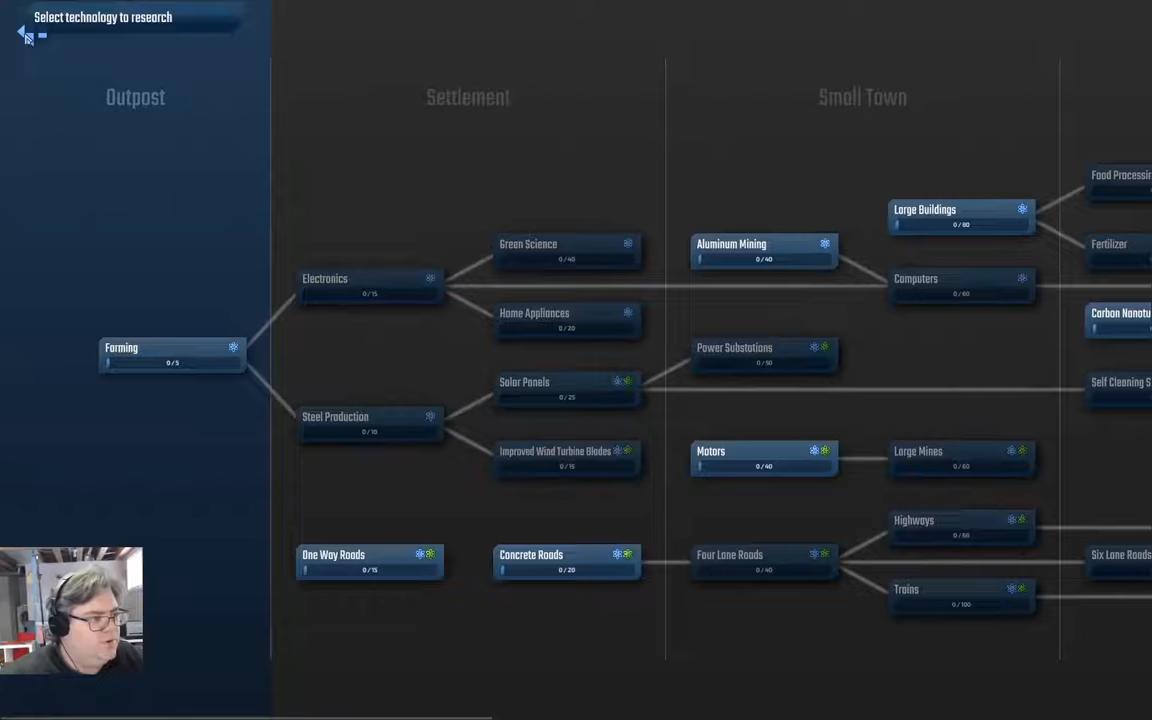 Select technology to research
Outpost
Settlement
Small Town
Food Processin
Large Buildings
0/80
Green Science
0/40
Aluminum Mining
0/40
Fertilizer
Electronics
0/15
Computers
0/60
Home Appliances
0/20
Carbon Nanotu
Farming
0/5
Power Substations
0/50
Solar Panels
0/25
Self Cleaning S
Steel Production
0/10
Improved Wind Turbine Blades
0/15
Motors
0/40
Large Mines
0/60
Highways
One Way Roads
0/15
Concrete Roads
0/20
Four Lane Roads
0/40
Six Lane Roads
Trains
0/100